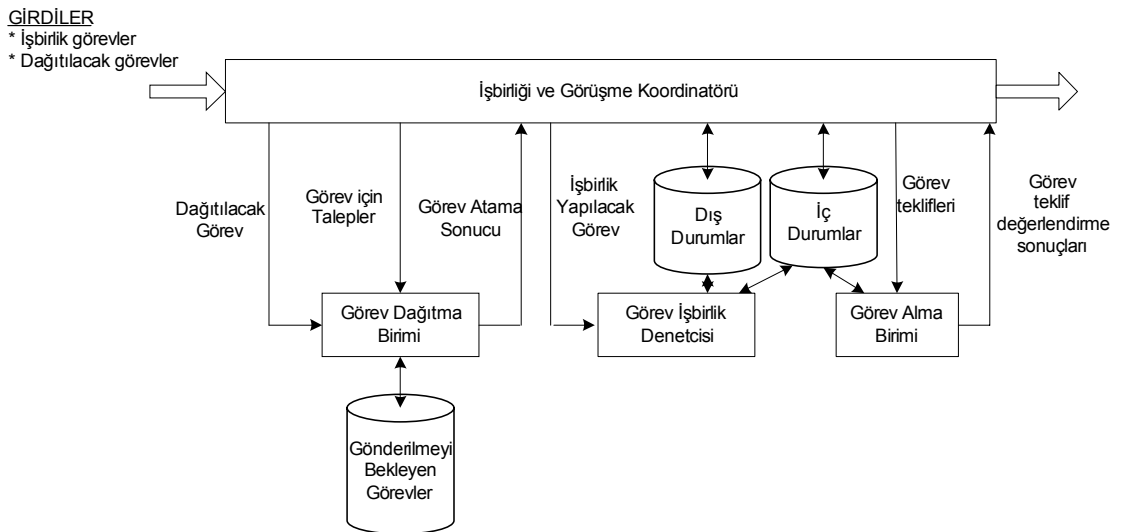 GİRDİLER
* İşbirlik görevler
* Dağıtılacak görevler
İşbirliği ve Görüşme Koordinatörü
Dağıtılacak
Görev
Görev için
Talepler
Görev Atama
Sonucu
İşbirlik
Yapılacak
Görev
Dış
Durumlar
İç
Durumlar
Görev
teklifleri
Görev
teklif
değerlendirme
sonuçları
Görev Dağıtma
Birimi
Görev İşbirlik
Denetcisi
Görev Alma
Birimi
Gönderilmeyi
Bekleyen
Görevler